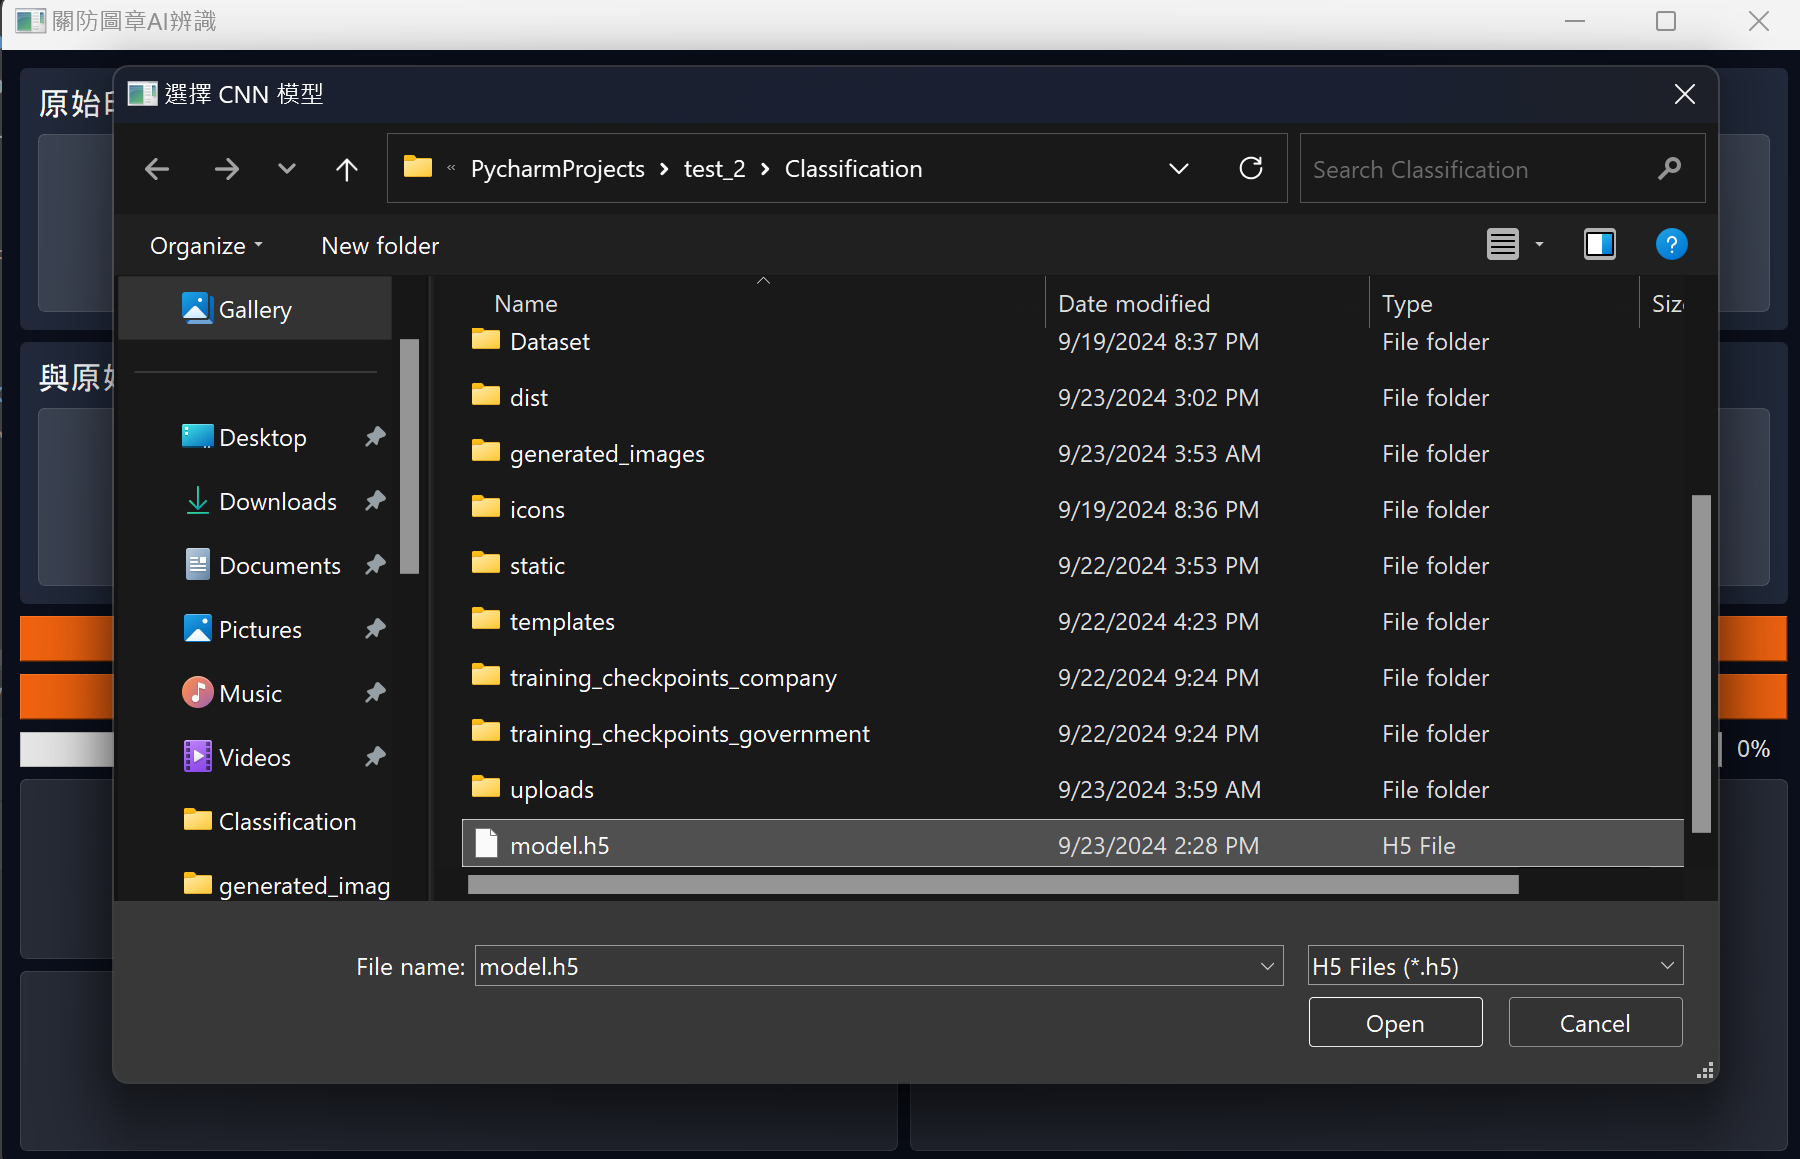 關防圖章AI辨識
原始
選擇 CNN 模型
« PycharmProjects › test_2 › Classification
Search Classification
Organize
New folder
Gallery
Name
Date modified
Type
Dataset
9/19/2024 8:37 PM
File folder
dist
9/23/2024 3:02 PM
File folder
generated_images
9/23/2024 3:53 AM
File folder
icons
9/19/2024 8:36 PM
File folder
static
9/22/2024 3:53 PM
File folder
templates
9/22/2024 4:23 PM
File folder
training_checkpoints_company
9/22/2024 9:24 PM
File folder
training_checkpoints_government
9/22/2024 9:24 PM
File folder
uploads
9/23/2024 3:59 AM
File folder
model.h5
9/23/2024 2:28 PM
H5 File
與原
Desktop
Downloads
Documents
Pictures
Music
Videos
Classification
generated_imag
0%
File name:
model.h5
H5 Files (*.h5)
Open
Cancel